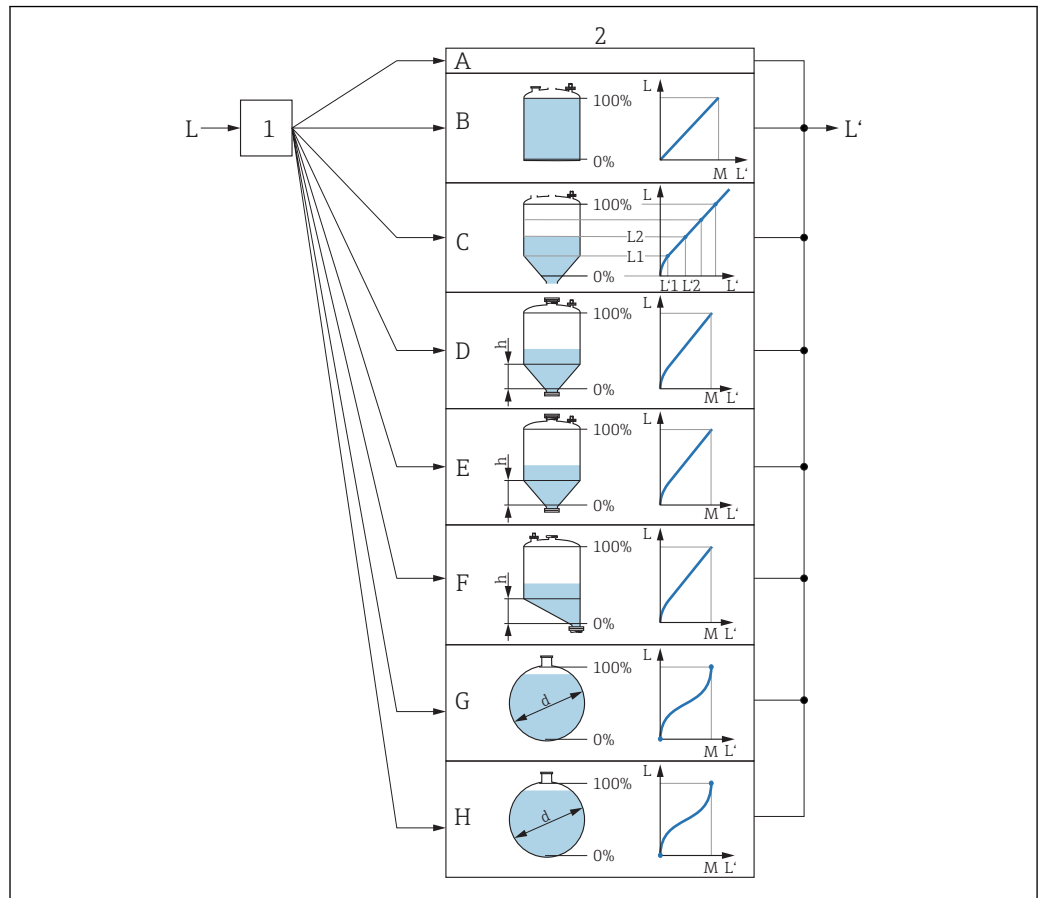 2
A
L 1 L‘
B 100% 0% L M L‘
C 100% L2 L1 0% L L‘1 L‘2 L‘
D h 100% 0% L M L‘
E h 100% 0% L M L‘
F h 100% 0% L M L‘
G d 100% 0% L M L‘
H d 100% 0% L M L‘